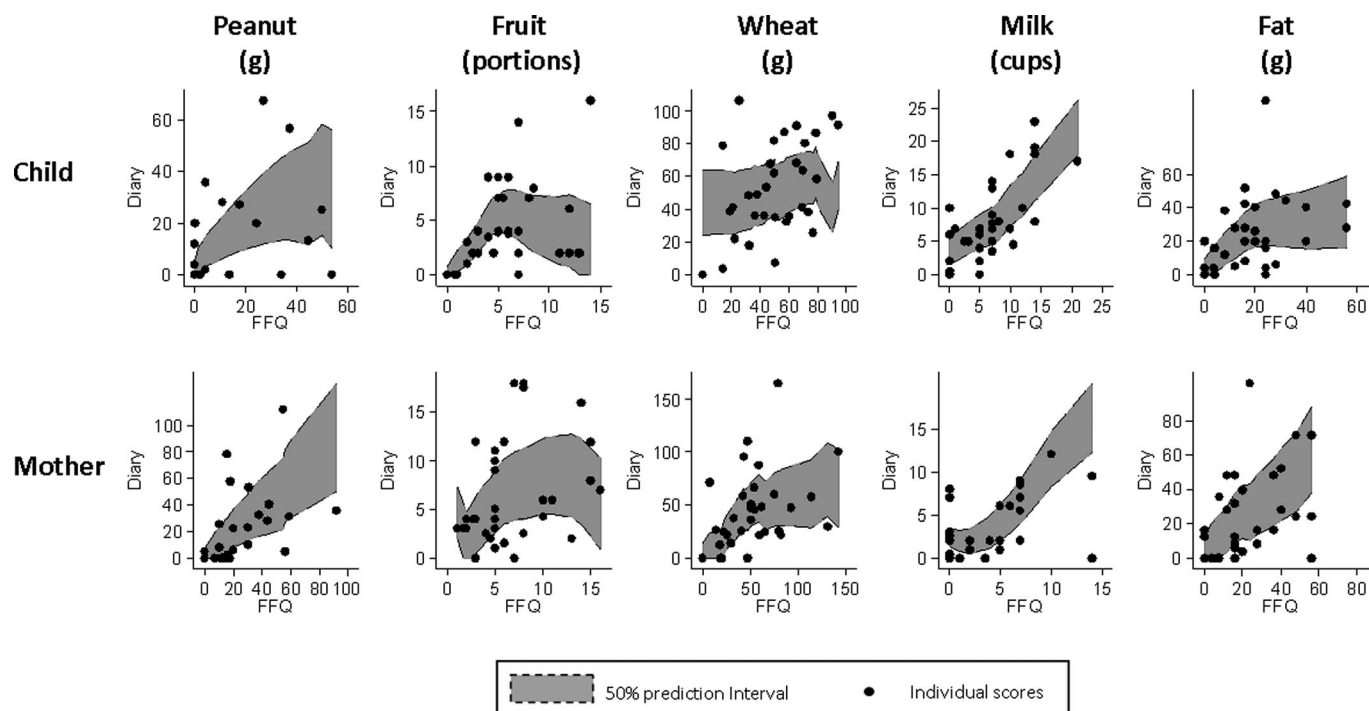 Peanut Fruit Wheat Milk Fat
(g) (portions) (g) (cups) (g)
Child
Diary
60
40
20
0
0 20 40 60
FFQ
Diary
15
10
5
0
0 5 10 15
FFQ
Diary
100
80
60
40
20
0
0 20 40 60 80 100
FFQ
Diary
25
20
15
10
5
0
0 5 10 15 20 25
FFQ
Diary
60
40
20
0
0 20 40 60
FFQ
Mother
Diary
100
80
60
40
20
0
0 20 40 60 80 100
FFQ
Diary
15
10
5
0
0 5 10 15
FFQ
Diary
150
100
50
0
0 50 100 150
FFQ
Diary
15
10
5
0
0 5 10 15
FFQ
Diary
80
60
40
20
0
0 20 40 60 80
FFQ
50% prediction Interval Individual scores